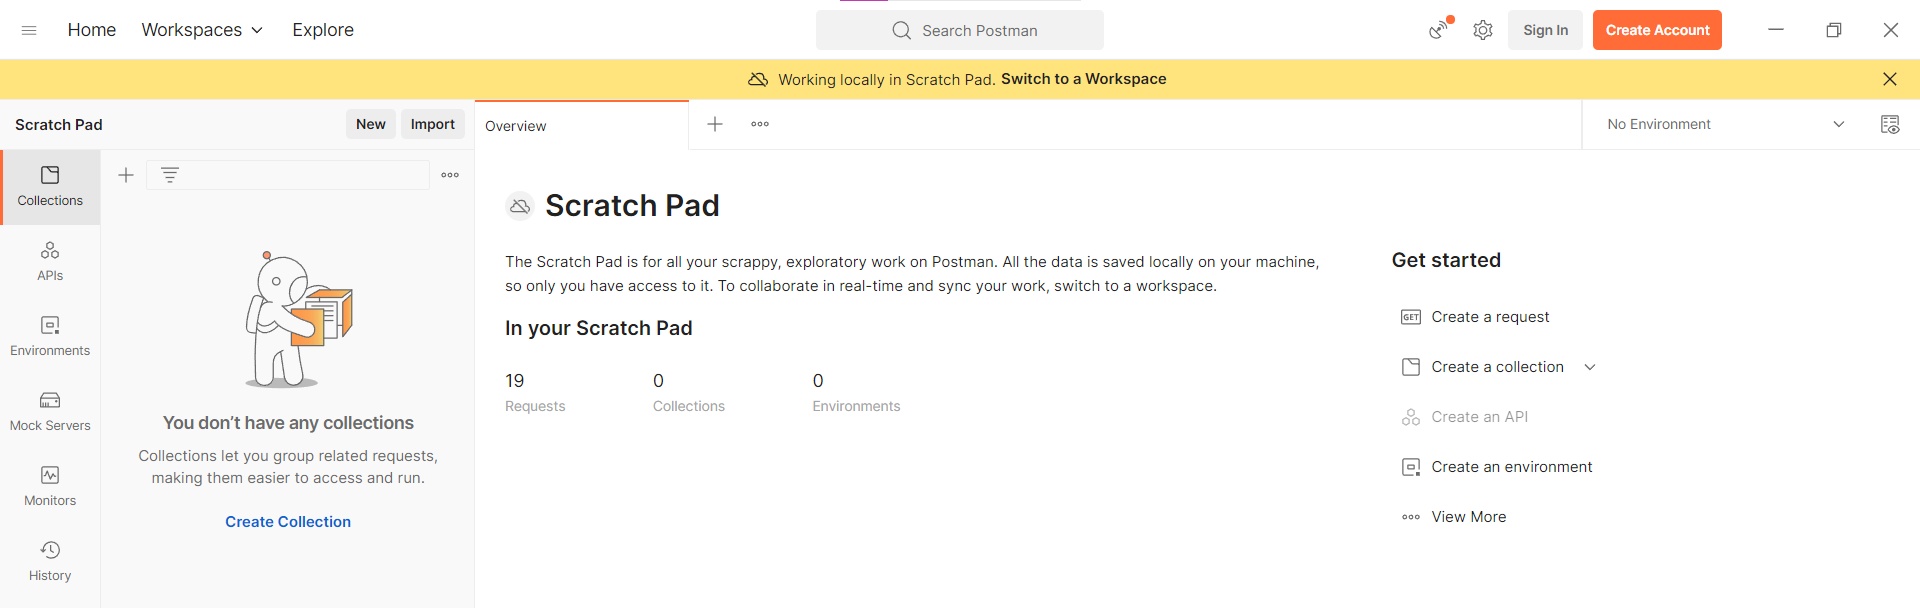 Home
Workspaces
Explore
Search Postman
Sign In
Create Account
Working locally in Scratch Pad. Switch to a Workspace
Scratch Pad
New
Import
Overview
No Environment
Collections
APIs
Environments
Mock Servers
Monitors
History
You don’t have any collections
Collections let you group related requests,
making them easier to access and run.
Create Collection
Scratch Pad
The Scratch Pad is for all your scrappy, exploratory work on Postman. All the data is saved locally on your machine,
so only you have access to it. To collaborate in real-time and sync your work, switch to a workspace.
In your Scratch Pad
19
Requests
0
Collections
0
Environments
Get started
GET Create a request
Create a collection
Create an API
Create an environment
View More